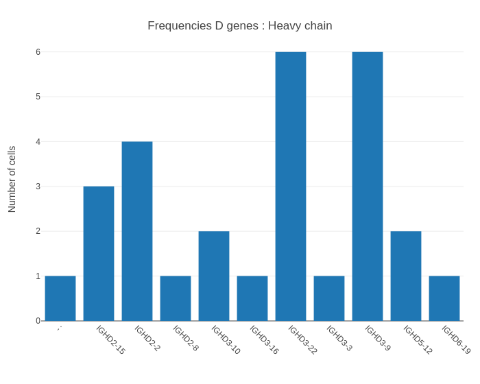 Frequencies D genes : Heavy chain
Number of cells
6
5
4
3
2
1
0
IGHD2-15
IGHD2-2
IGHD2-8
IGHD3-10
IGHD3-16
IGHD3-22
IGHD3-3
IGHD3-9
IGHD5-12
IGHD6-19